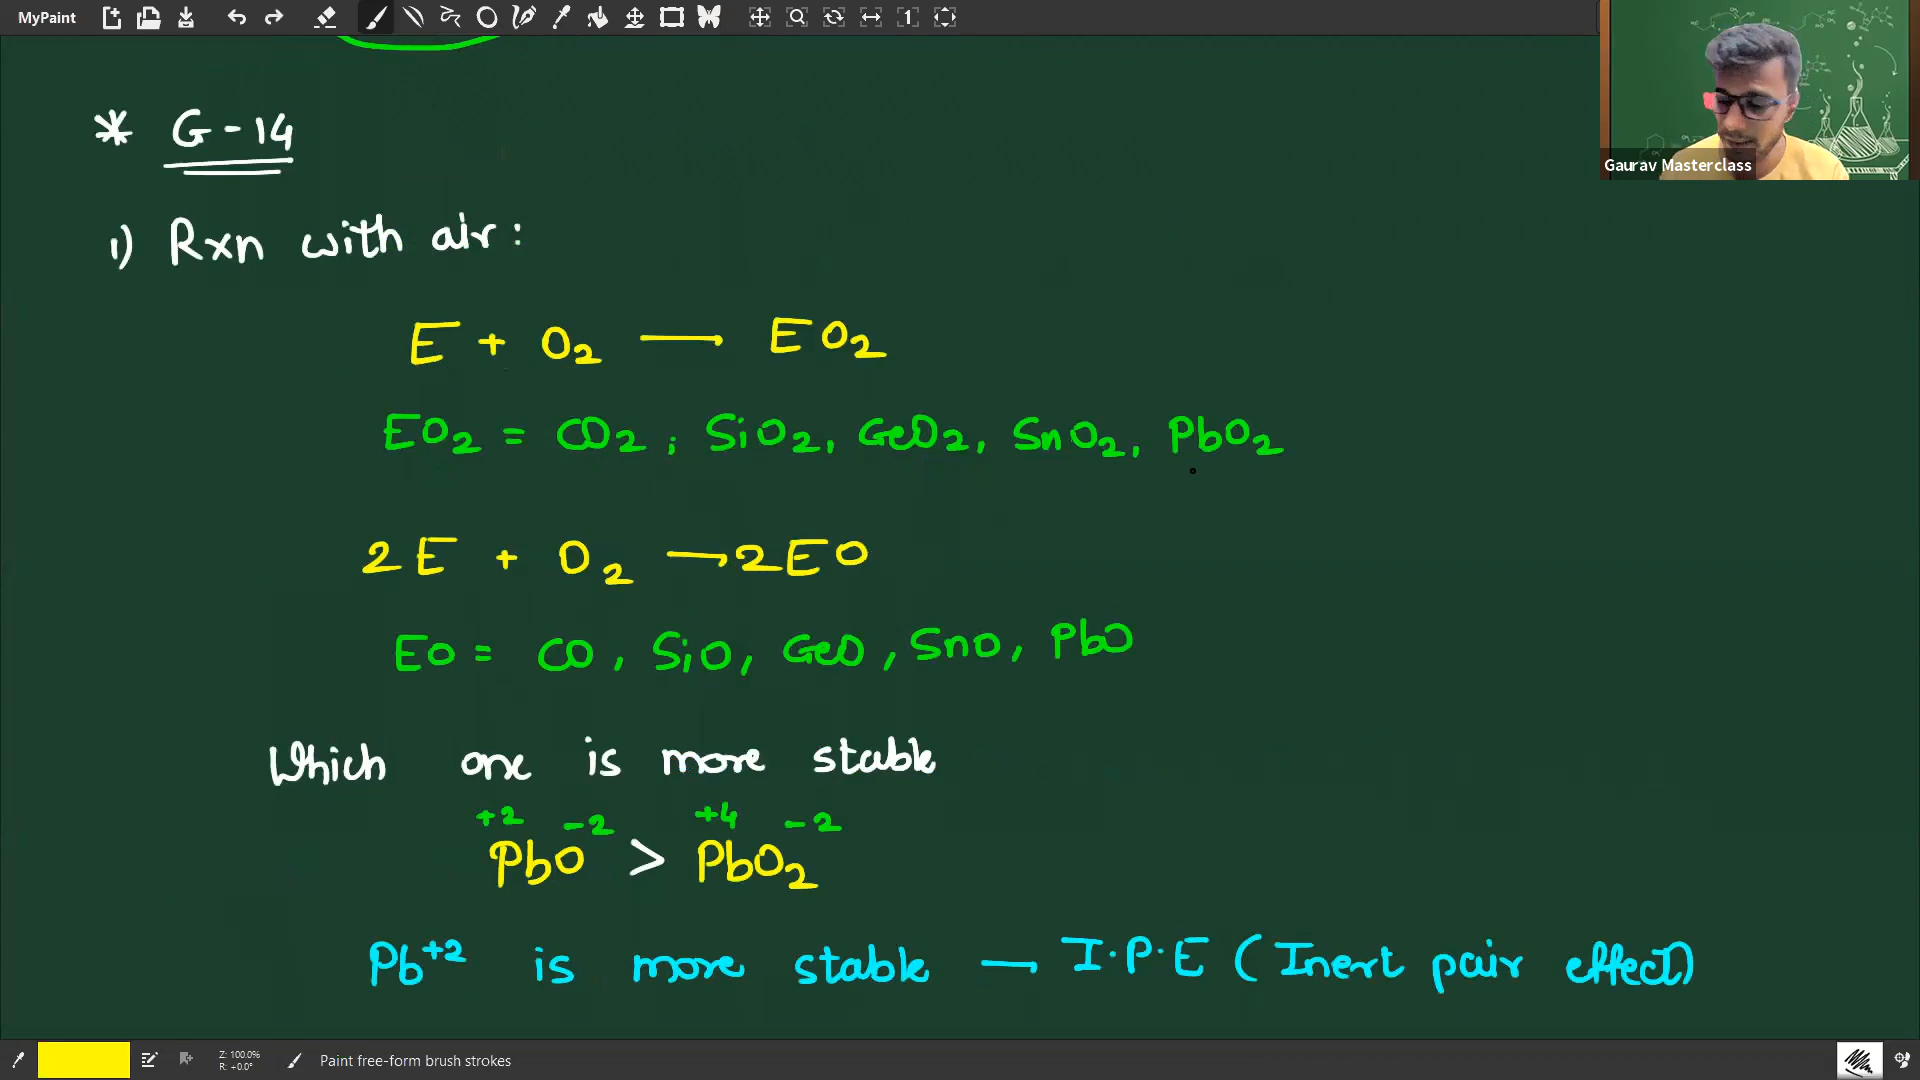 MyPaint
Gaurav Masterclass
* G-14
1) Rxn with air:
E + O2 — EO2
EO2 = CO2, SiO2, GeO2, SnO2, PbO2
2E + O2 → 2EO
EO = CO, SiO, GeO, SnO, PbO
Which one is more stable
+2 -2 +4 -2
PbO > PbO2
Pb+2 is more stable — I.P.E (Inert pair effect)
Z: 100.0%
R: +0.0°
Paint free-form brush strokes